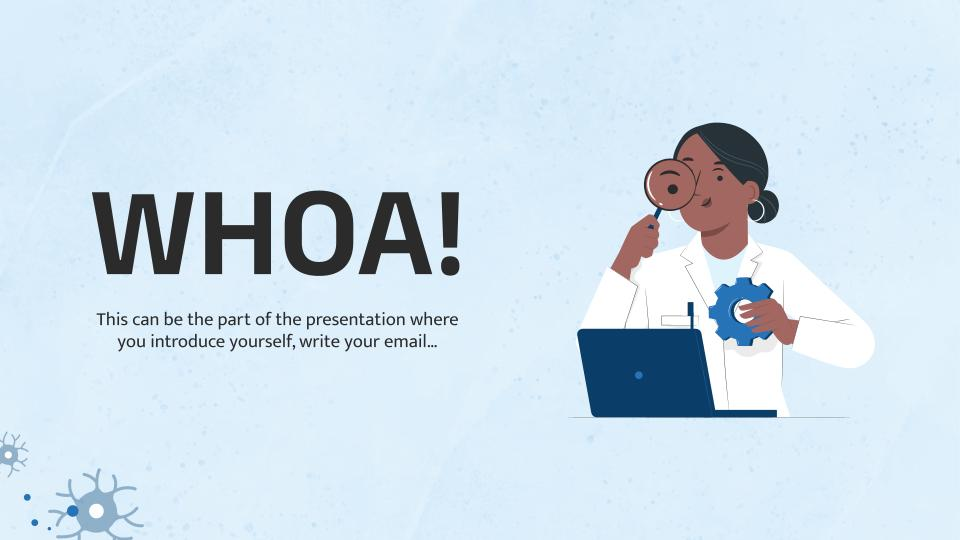 WHOA!
This can be the part of the presentation where
you introduce yourself, write your email…